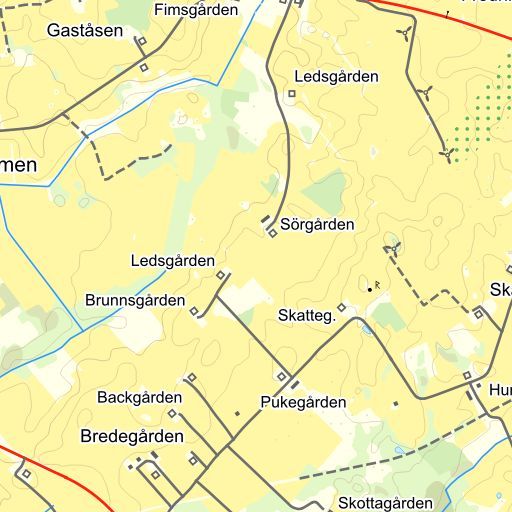 Fimsgården
Gaståsen
Ledsgården
men
Sörgården
Ledsgården
Brunnsgården
Skatteg.
Backgården
Pukegården
Bredegården
Skottagården